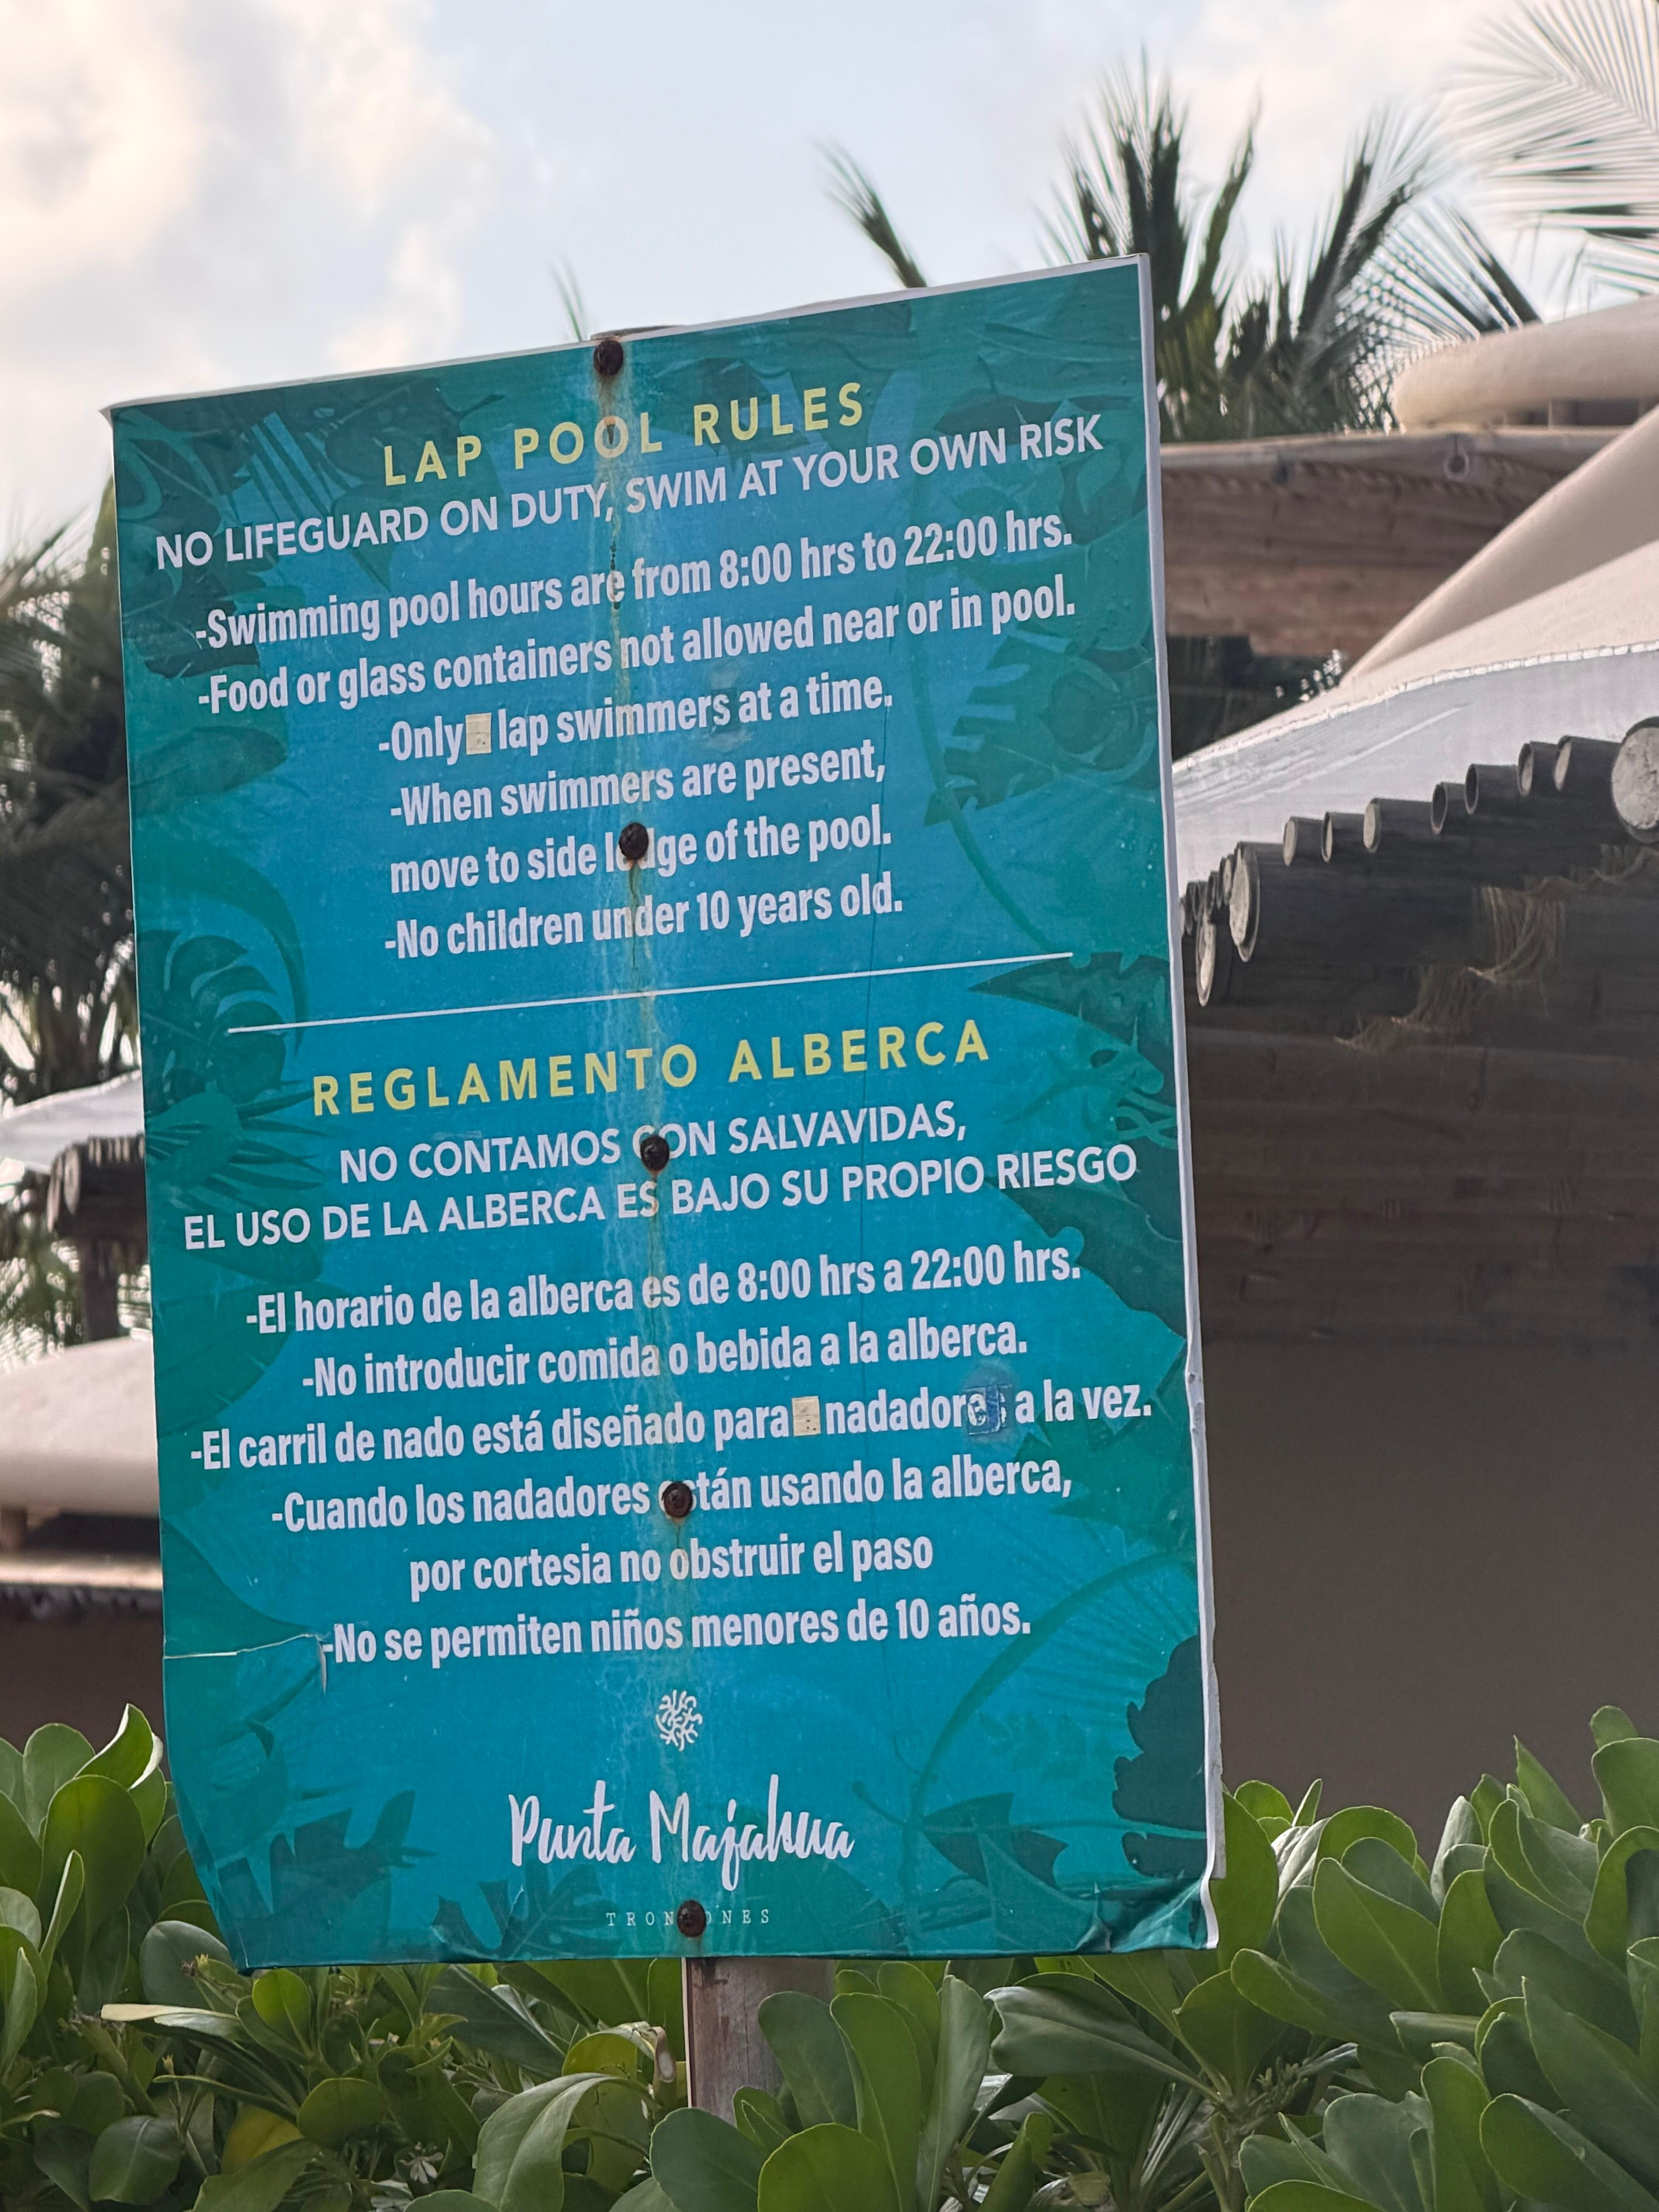 LAP POOL RULES
NO LIFEGUARD ON DUTY, SWIM AT YOUR OWN RISK
-Swimming pool hours are from 8:00 hrs to 22:00 hrs.
-Food or glass containers not allowed near or in pool.
-Only lap swimmers at a time.
-When swimmers are present,
move to side ledge of the pool.
-No children under 10 years old.
REGLAMENTO ALBERCA
NO CONTAMOS CON SALVAVIDAS,
EL USO DE LA ALBERCA ES BAJO SU PROPIO RIESGO
-El horario de la alberca es de 8:00 hrs a 22:00 hrs.
-No introducir comida o bebida a la alberca.
-El carril de nado está diseñado para a la vez.
-Cuando los nadadores están usando la alberca,
por cortesia no obstruir el paso
-No se permiten niños menores de 10 años.
Punta Majahua
TRONCONES